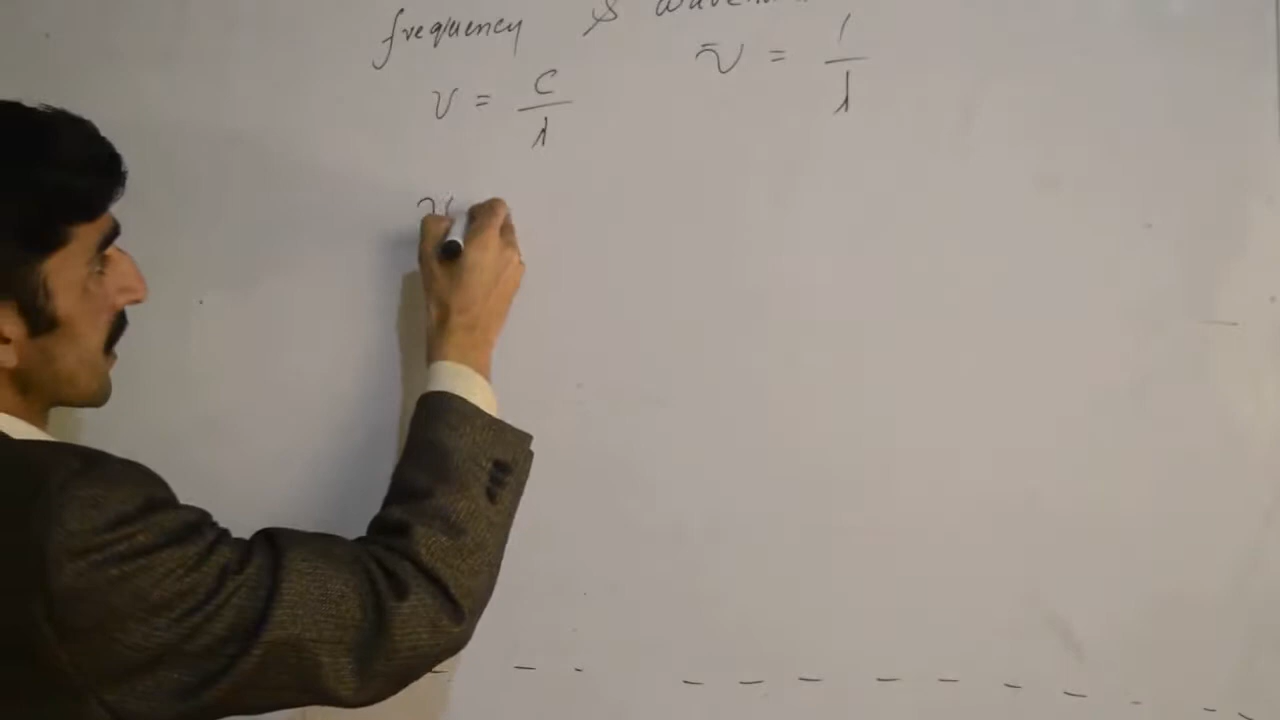 frequency &
ν = c/λ
ν̄ = 1/λ
ν